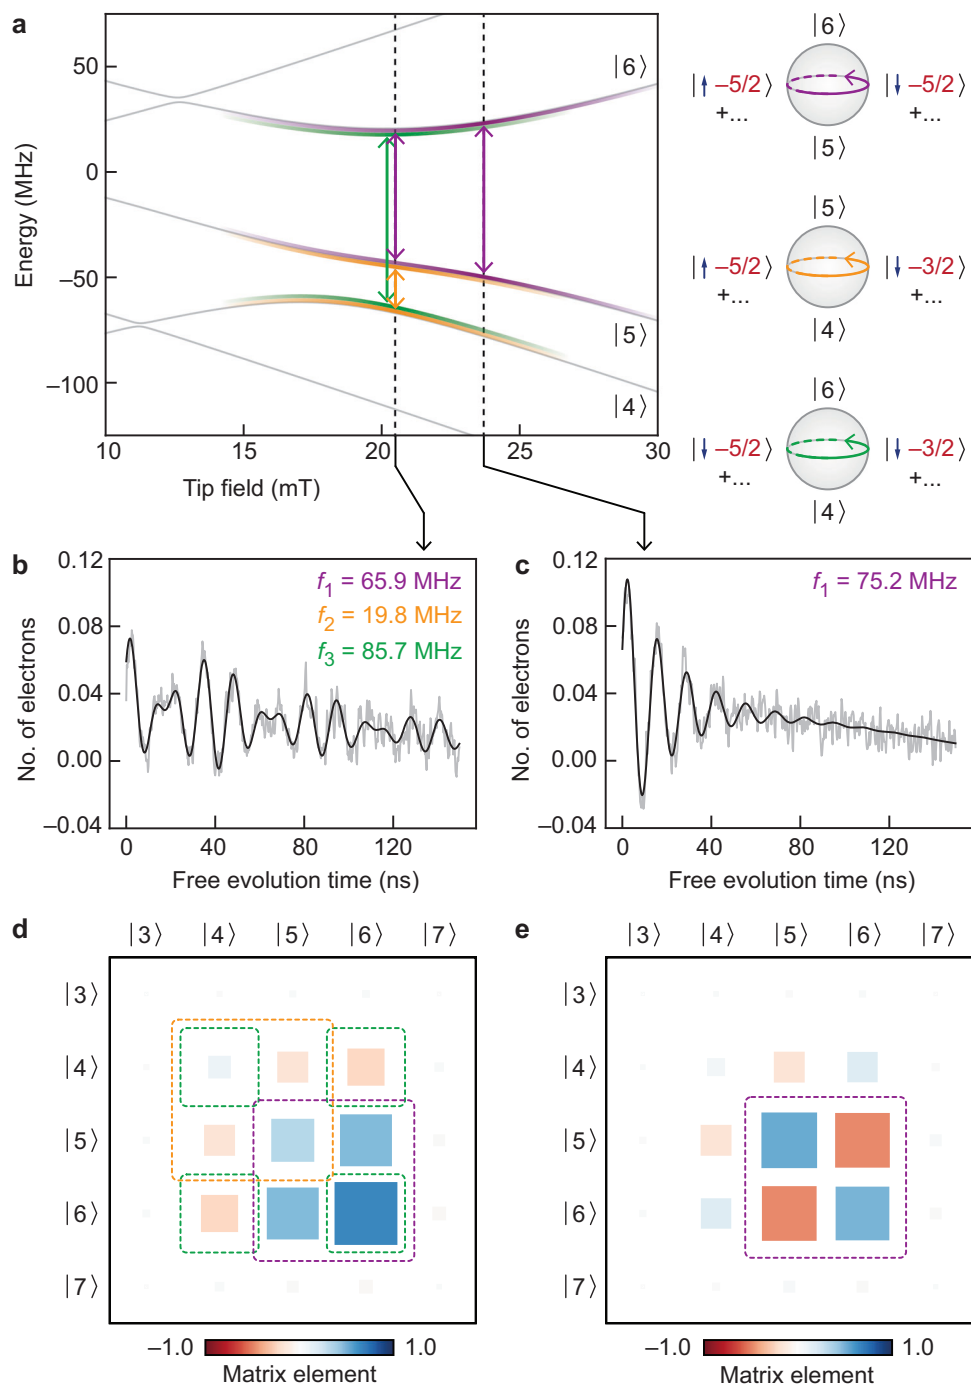 a
50
0
–50
–100
Energy (MHz)
10
15
20
25
30
Tip field (mT)
|6⟩
|5⟩
|4⟩
|6⟩
|↑ –5/2⟩ |↓ –5/2⟩
+... +...
|5⟩
|5⟩
|↑ –5/2⟩ |↓ –3/2⟩
+... +...
|4⟩
|6⟩
|↓ –5/2⟩ |↓ –3/2⟩
+... +...
|4⟩
b
0.12
0.08
0.04
0.00
–0.04
No. of electrons
f1 = 65.9 MHz
f2 = 19.8 MHz
f3 = 85.7 MHz
0 40 80 120
Free evolution time (ns)
c
0.12
0.08
0.04
0.00
–0.04
No. of electrons
f1 = 75.2 MHz
0 40 80 120
Free evolution time (ns)
d
|3⟩ |4⟩ |5⟩ |6⟩ |7⟩
|3⟩
|4⟩
|5⟩
|6⟩
|7⟩
–1.0 1.0
Matrix element
e
|3⟩ |4⟩ |5⟩ |6⟩ |7⟩
|3⟩
|4⟩
|5⟩
|6⟩
|7⟩
–1.0 1.0
Matrix element